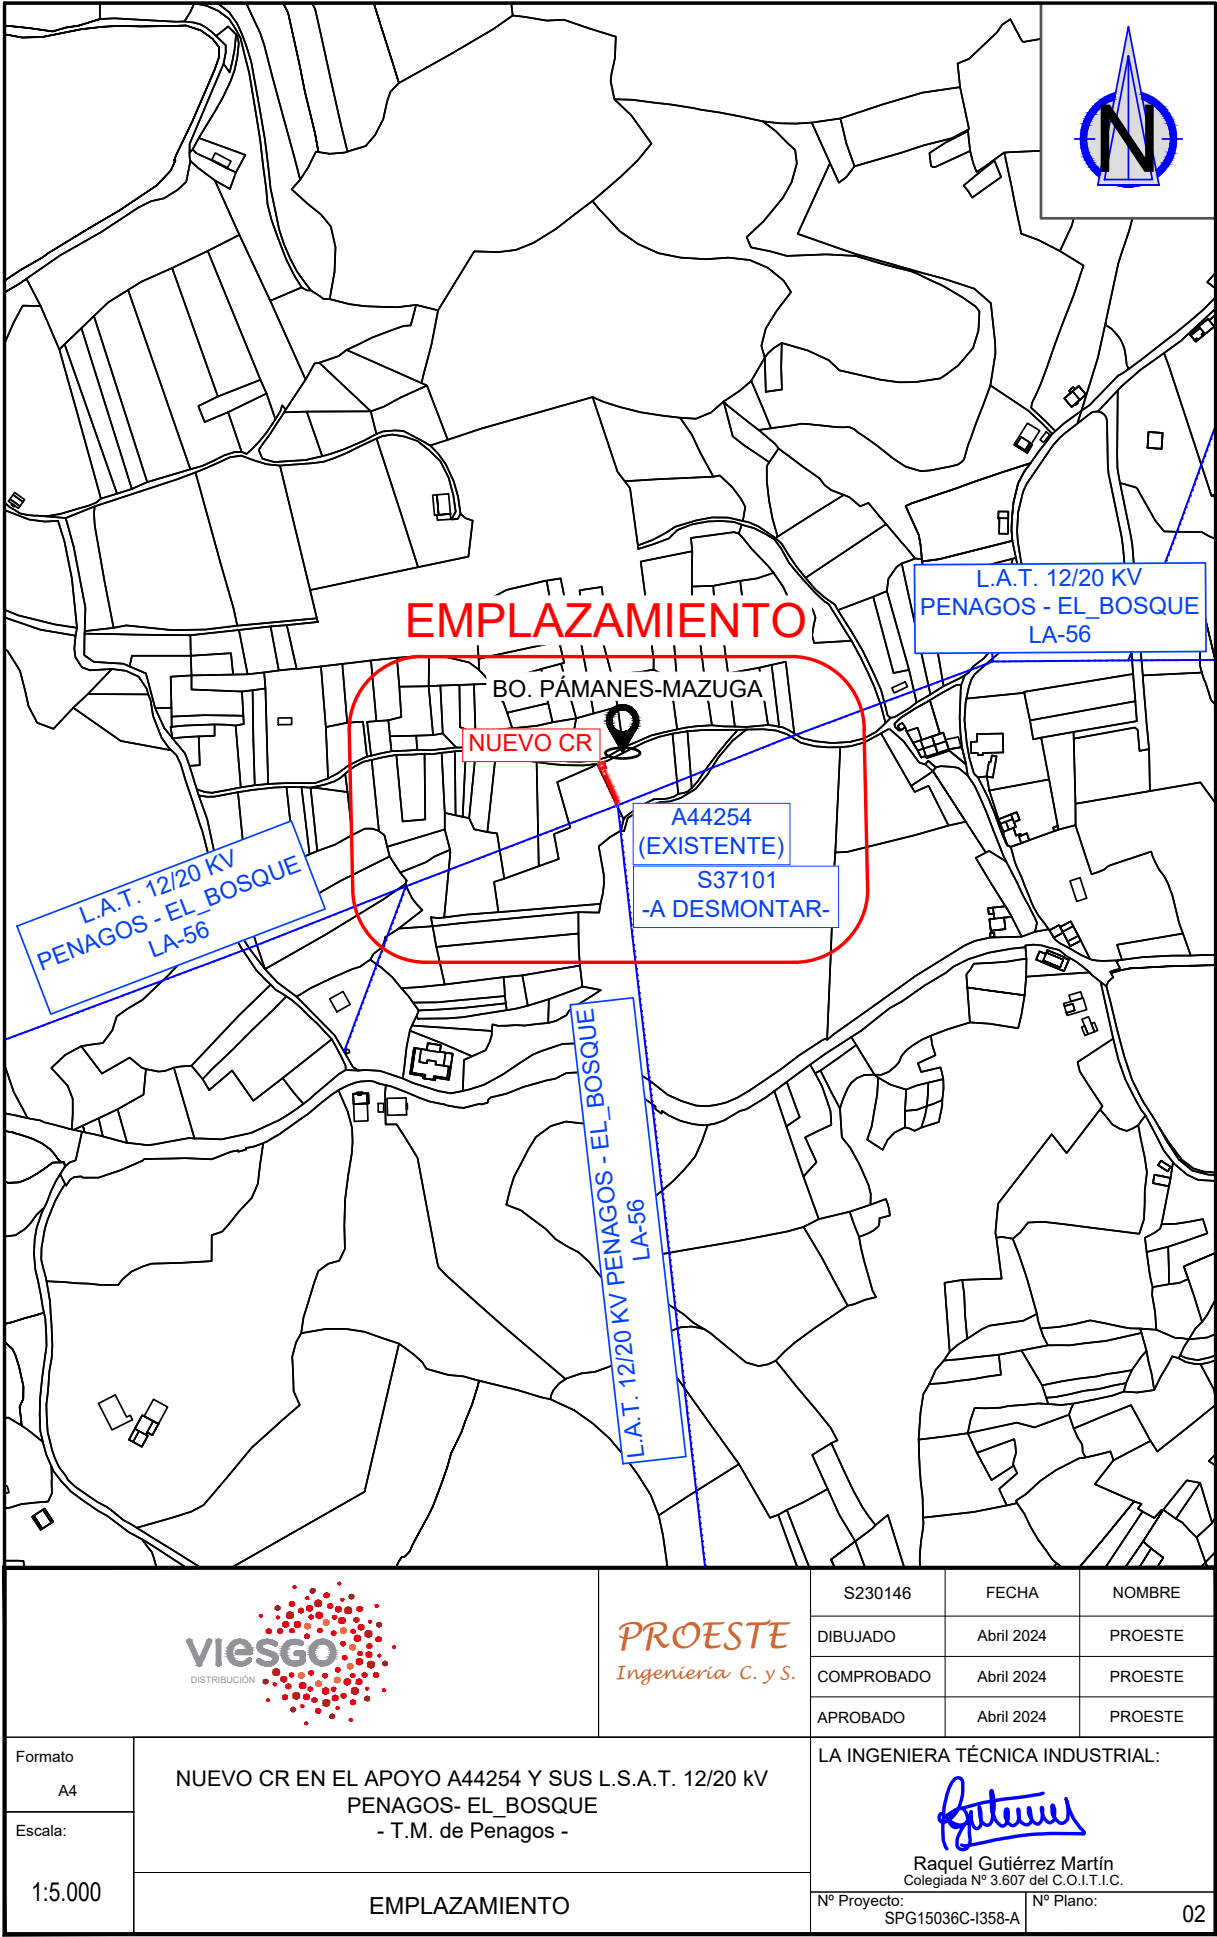 N
L.A.T. 12/20 KV
PENAGOS - EL_BOSQUE
LA-56
EMPLAZAMIENTO
BO. PÁMANES-MAZUGA
NUEVO CR
A44254
(EXISTENTE)
S37101
-A DESMONTAR-
L.A.T. 12/20 KV
PENAGOS - EL_BOSQUE
LA-56
L.A.T. 12/20 KV PENAGOS - EL_BOSQUE
LA-56
viesgo
DISTRIBUCIÓN
PROESTE
Ingeniería C. y S.
S230146 FECHA NOMBRE
DIBUJADO Abril 2024 PROESTE
COMPROBADO Abril 2024 PROESTE
APROBADO Abril 2024 PROESTE
Formato
A4
Escala:
1:5.000
NUEVO CR EN EL APOYO A44254 Y SUS L.S.A.T. 12/20 kV
PENAGOS- EL_BOSQUE
- T.M. de Penagos -
EMPLAZAMIENTO
LA INGENIERA TÉCNICA INDUSTRIAL:
Raquel Gutiérrez Martín
Colegiada Nº 3.607 del C.O.I.T.I.C.
Nº Proyecto:
SPG15036C-I358-A
Nº Plano:
02